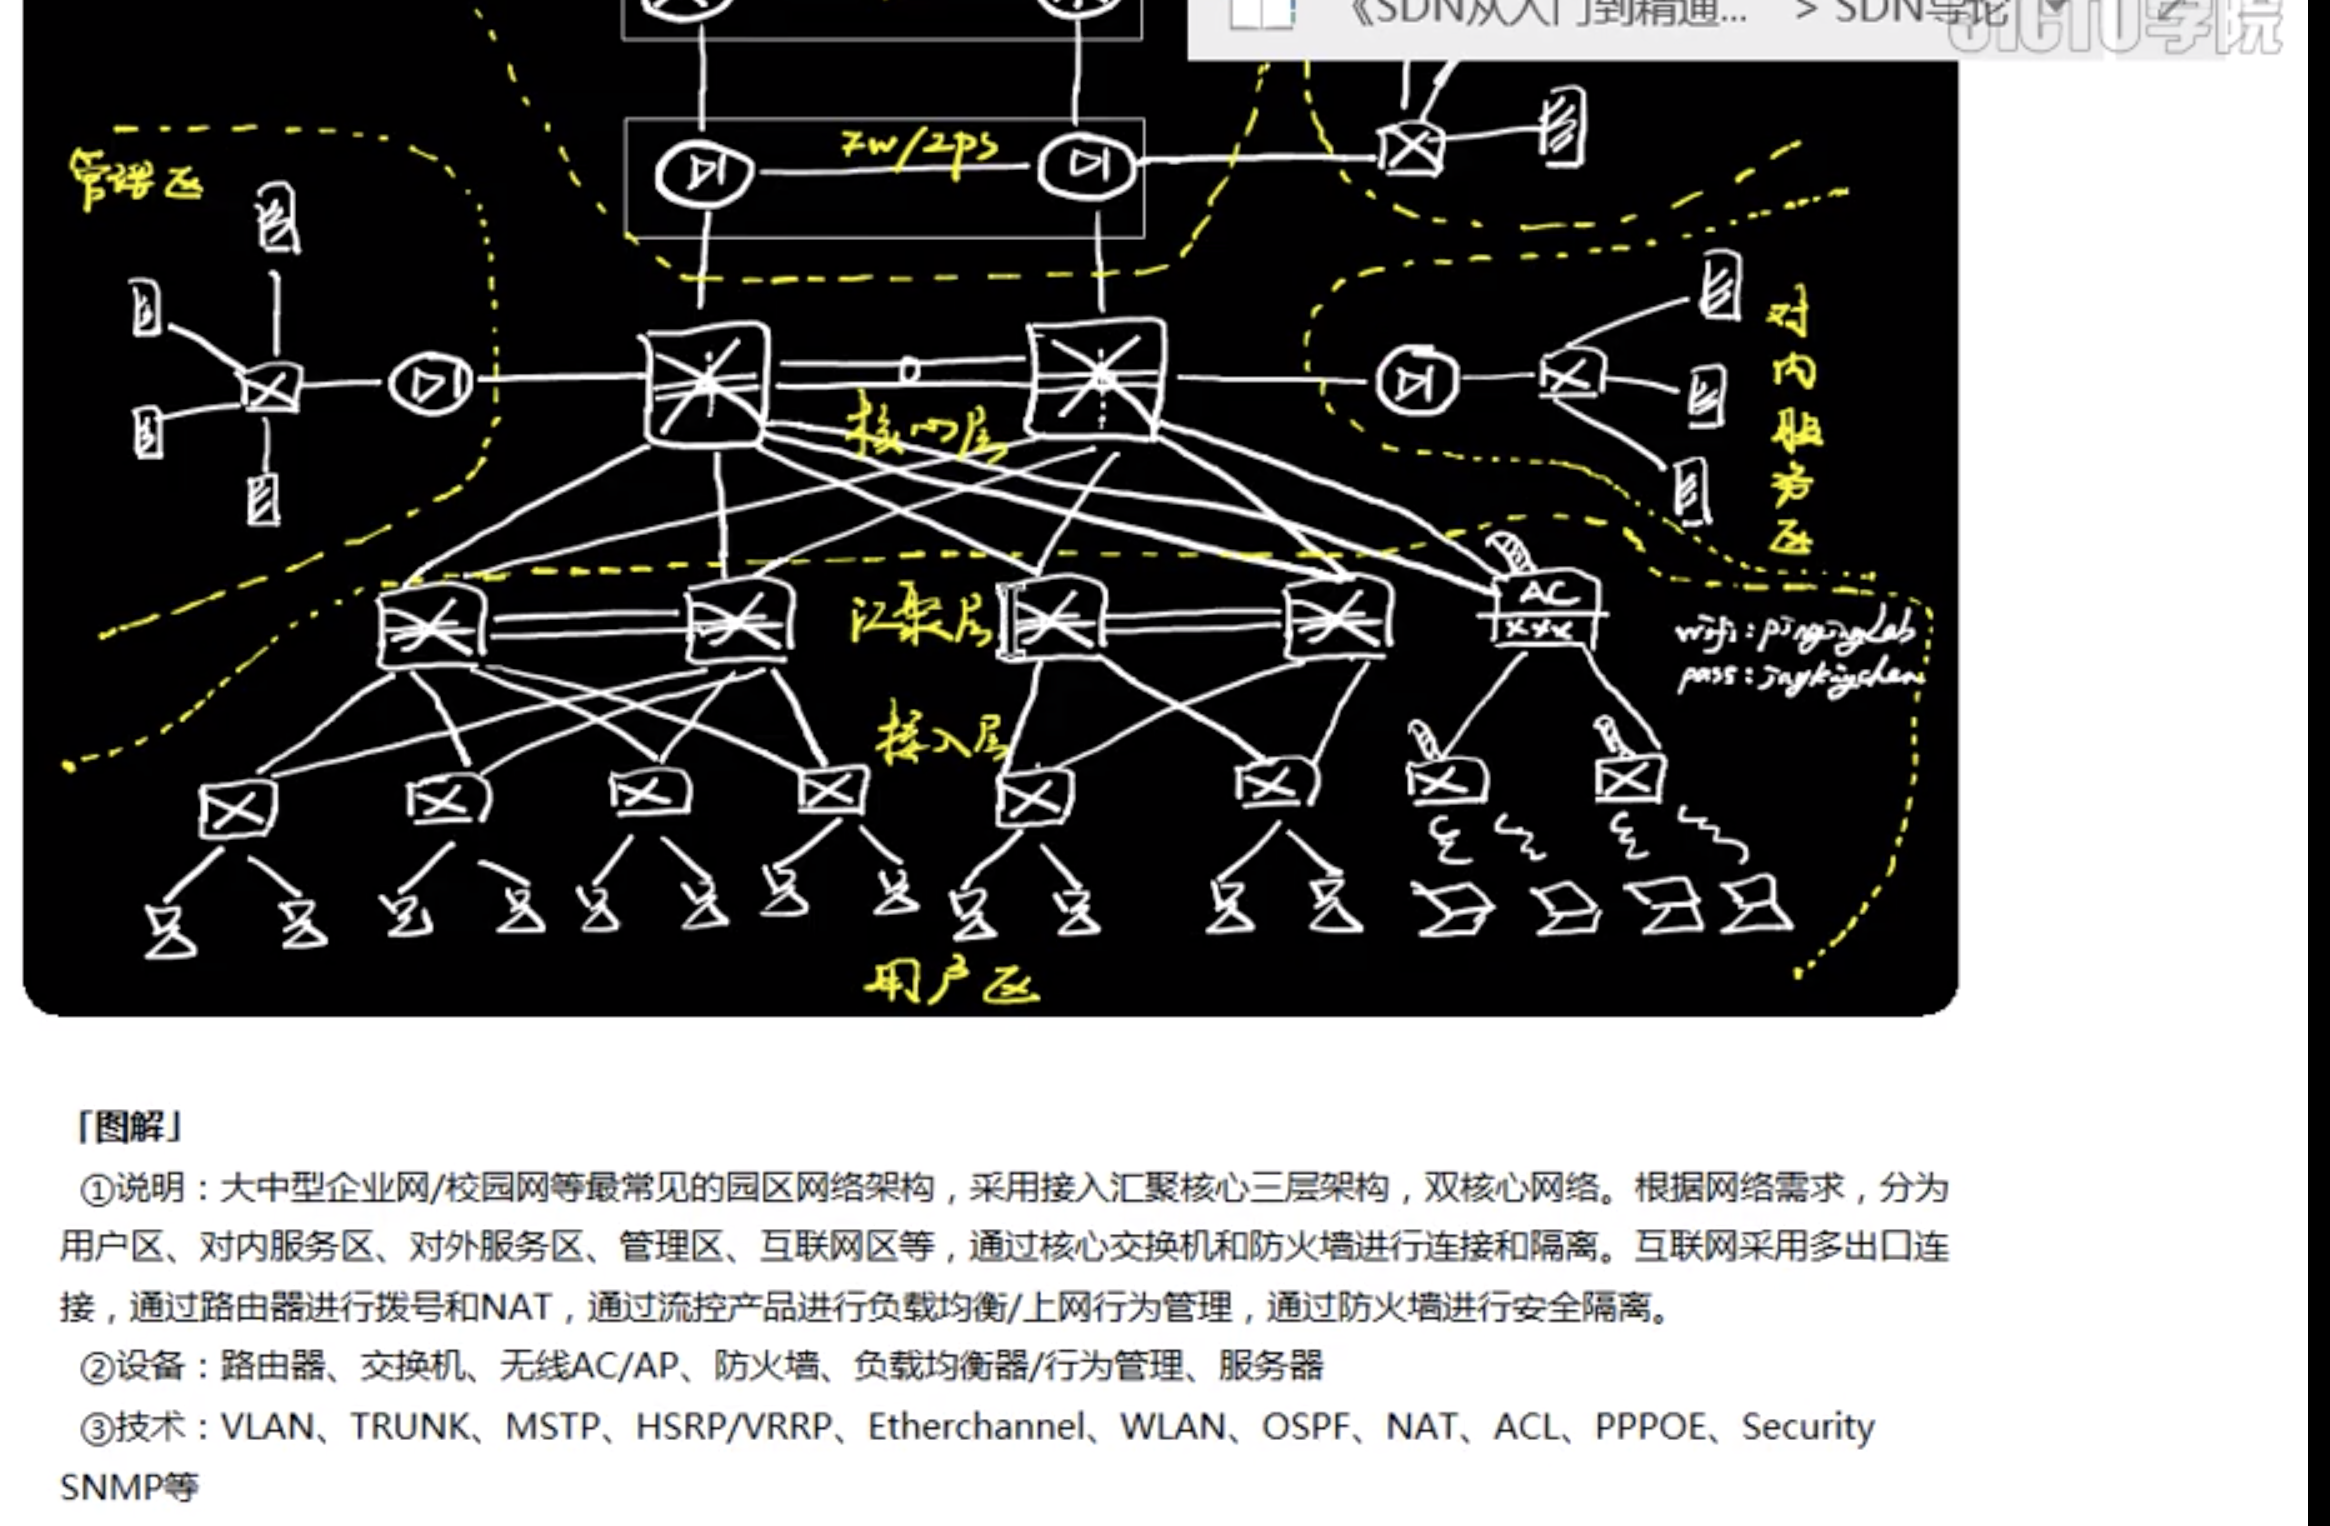 《SDN从入门到精通... > SDN导论
51CTO学院
管理区
对内服务区
核心层
汇聚层
AC
xxx
wifi：pingingLab
接入层
用户区
「图解」
①说明：大中型企业网/校园网等最常见的园区网络架构，采用接入汇聚核心三层架构，双核心网络。根据网络需求，分为
用户区、对内服务区、对外服务区、管理区、互联网区等，通过核心交换机和防火墙进行连接和隔离。互联网采用多出口连
接，通过路由器进行拨号和NAT，通过流控产品进行负载均衡/上网行为管理，通过防火墙进行安全隔离。
②设备：路由器、交换机、无线AC/AP、防火墙、负载均衡器/行为管理、服务器
③技术：VLAN、TRUNK、MSTP、HSRP/VRRP、Etherchannel、WLAN、OSPF、NAT、ACL、PPPOE、Security
SNMP等